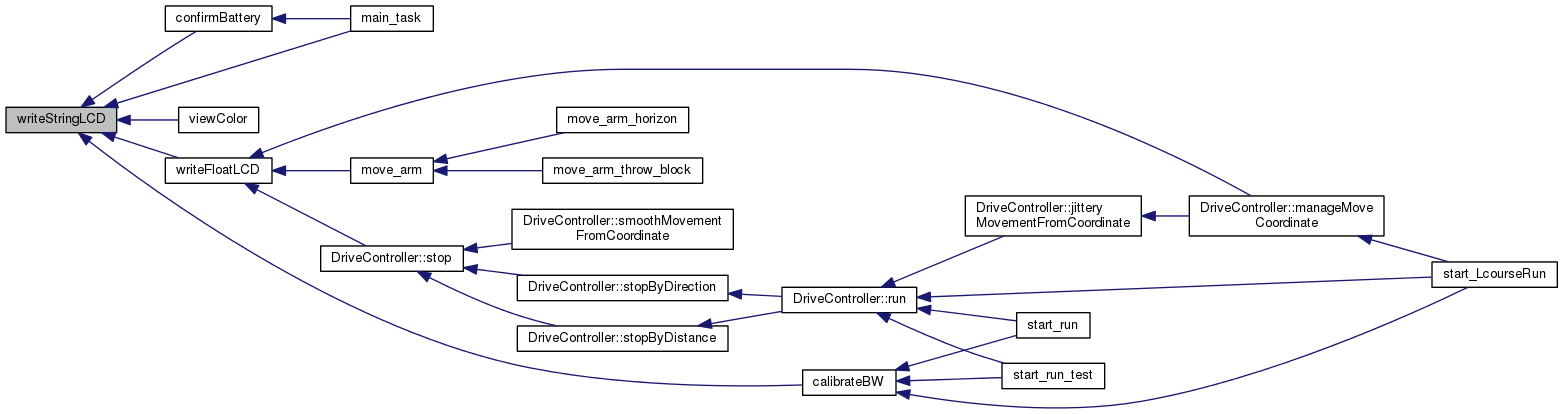 confirmBattery
main_task
writeStringLCD
viewColor
move_arm_horizon
writeFloatLCD
move_arm
move_arm_throw_block
DriveController::smoothMovement
FromCoordinate
DriveController::jittery
MovementFromCoordinate
DriveController::manageMove
Coordinate
DriveController::stop
DriveController::stopByDirection
DriveController::run
start_LcourseRun
DriveController::stopByDistance
start_run
calibrateBW
start_run_test